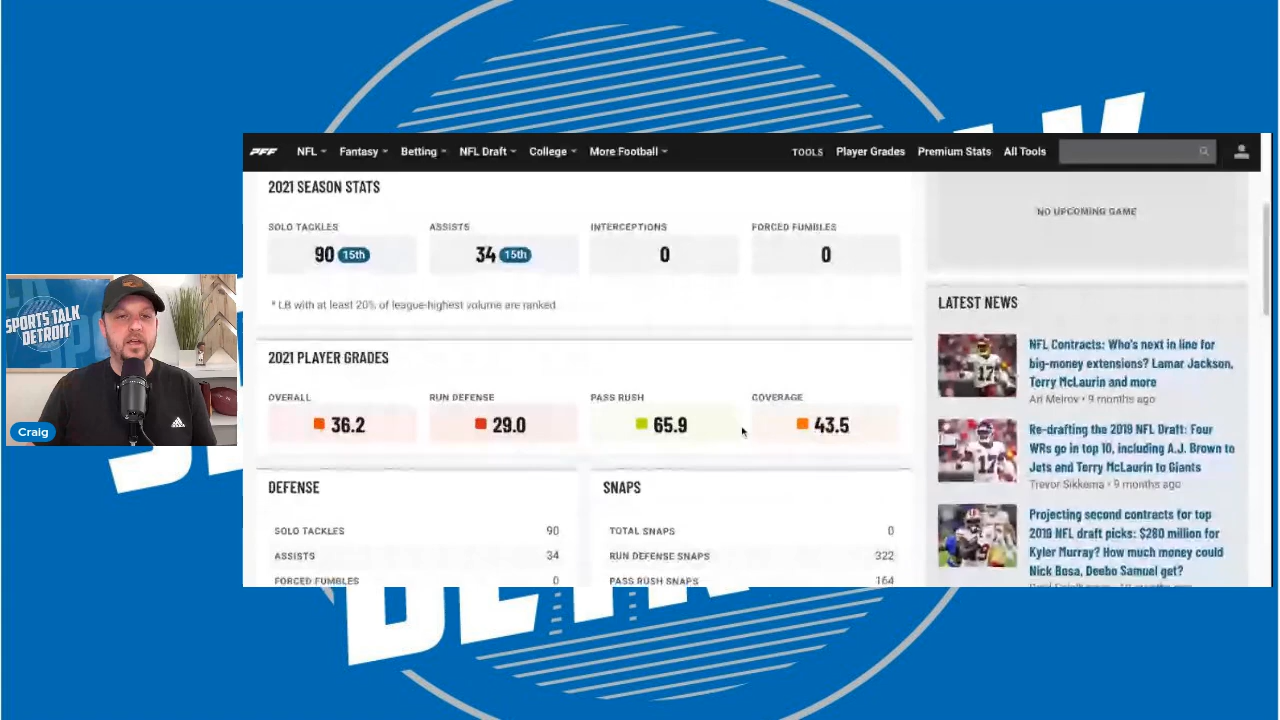 PFF NFL Fantasy Betting NFL Draft College More Football TOOLS Player Grades Premium Stats All Tools
2021 SEASON STATS
SOLO TACKLES ASSISTS INTERCEPTIONS FORCED FUMBLES
90 15th 34 15th 0 0
* LB with at least 20% of league-highest volume are ranked.
2021 PLAYER GRADES
OVERALL RUN DEFENSE PASS RUSH COVERAGE
36.2 29.0 65.9 43.5
DEFENSE
SOLO TACKLES 90
ASSISTS 34
FORCED FUMBLES 0
SNAPS
TOTAL SNAPS 0
RUN DEFENSE SNAPS 322
PASS RUSH SNAPS 164
NO UPCOMING GAME
LATEST NEWS
NFL Contracts: Who's next in line for
big-money extensions? Lamar Jackson,
Terry McLaurin and more
Ari Meirov • 9 months ago
Re-drafting the 2019 NFL Draft: Four
WRs go in top 10, including A.J. Brown to
Jets and Terry McLaurin to Giants
Trevor Sikkema • 9 months ago
Projecting second contracts for top
2019 NFL draft picks: $280 million for
Kyler Murray? How much money could
Nick Bosa, Deebo Samuel get?
SPORTS TALK
DETROIT
Craig